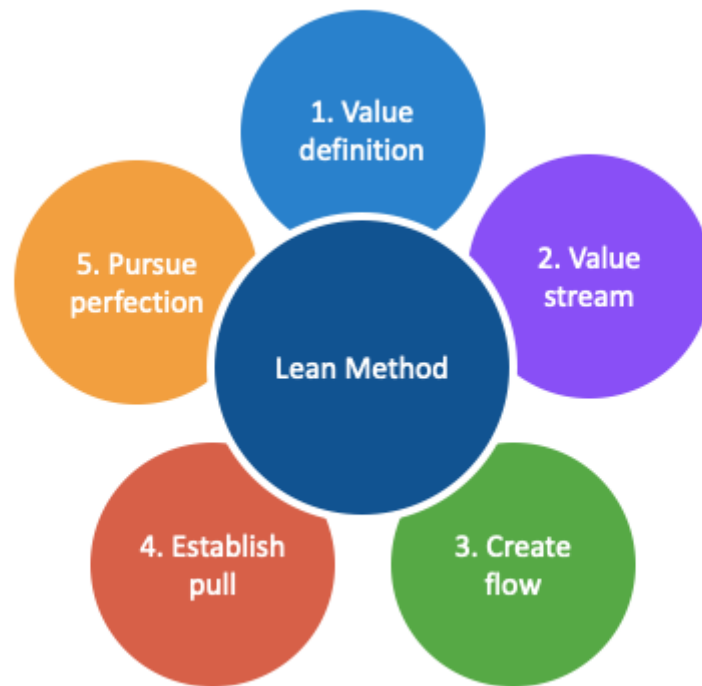 1. Value
definition
2. Value
stream
3. Create
flow
4. Establish
pull
5. Pursue
perfection
Lean Method